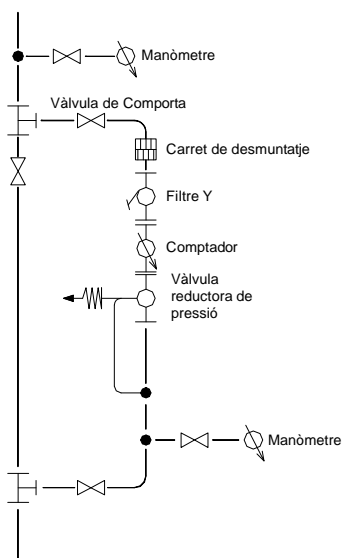 Manòmetre
Vàlvula de Comporta
Carret de desmuntatje
Filtre Y
Comptador
Vàlvula
reductora de
pressió
Manòmetre